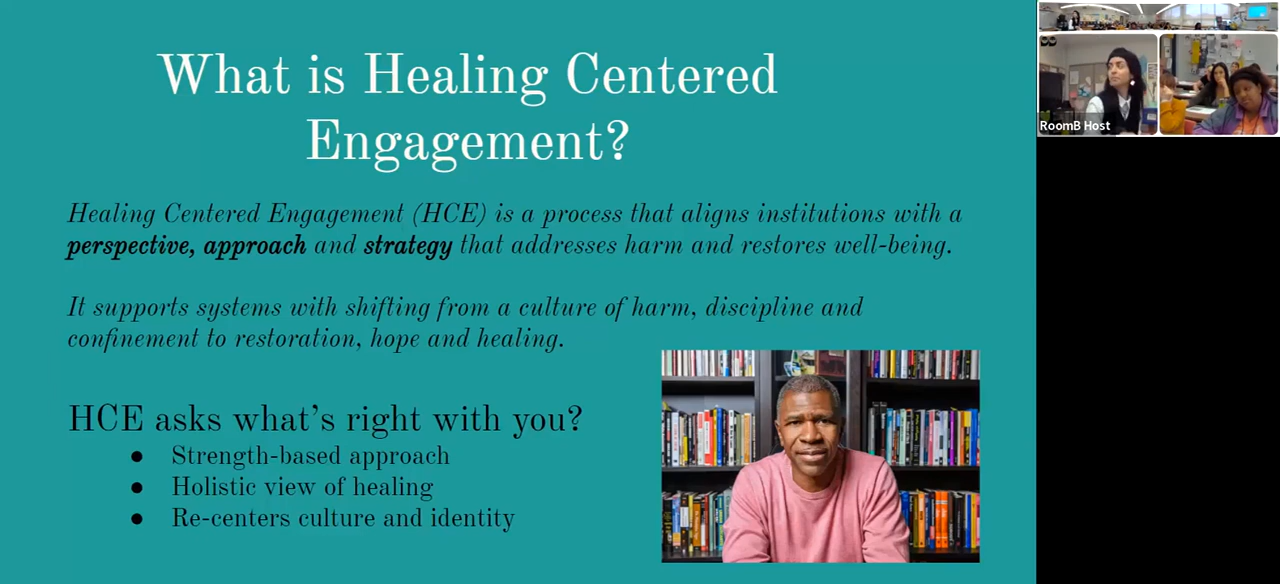 What is Healing Centered
Engagement?
Healing Centered Engagement (HCE) is a process that aligns institutions with a
perspective, approach and strategy that addresses harm and restores well-being.
It supports systems with shifting from a culture of harm, discipline and
confinement to restoration, hope and healing.
HCE asks what's right with you?
● Strength-based approach
● Holistic view of healing
● Re-centers culture and identity
RoomB Host